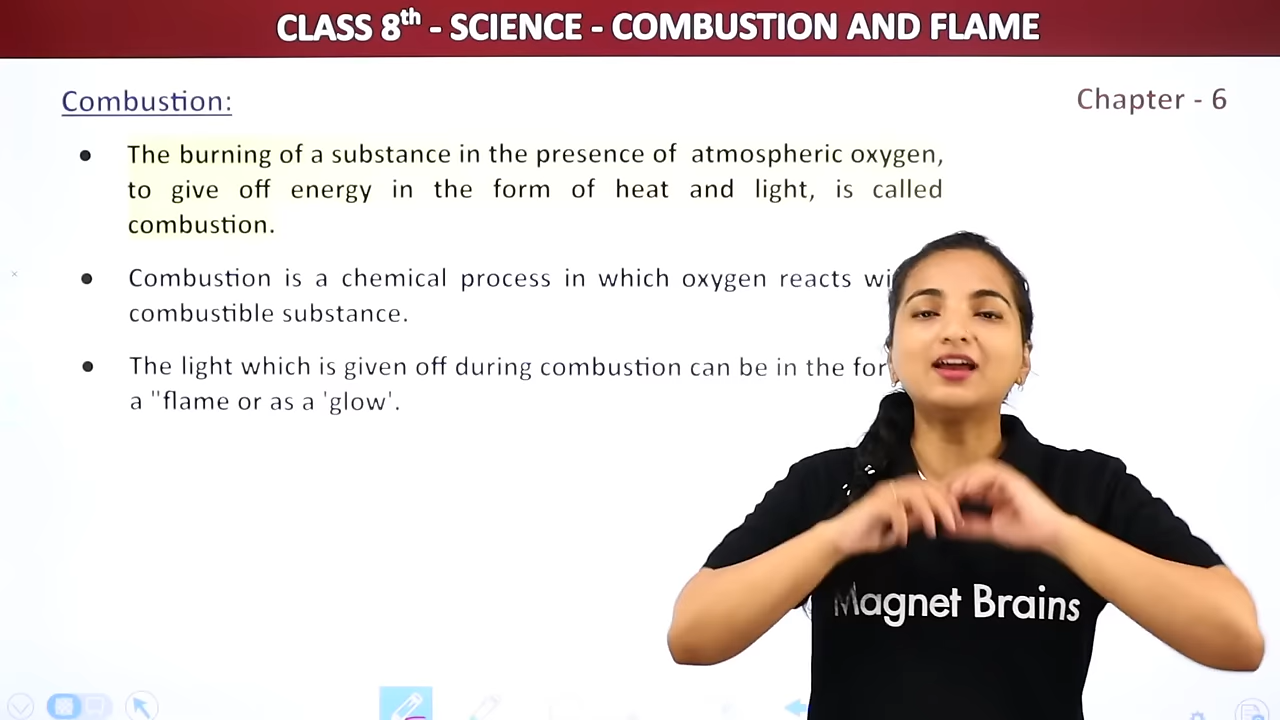 CLASS 8th - SCIENCE - COMBUSTION AND FLAME
Combustion:
Chapter - 6
• The burning of a substance in the presence of atmospheric oxygen,
to give off energy in the form of heat and light, is called
combustion.
• Combustion is a chemical process in which oxygen reacts
combustible substance.
• The light which is given off during combustion can be in the
a "flame or as a 'glow'.
Magnet Brains